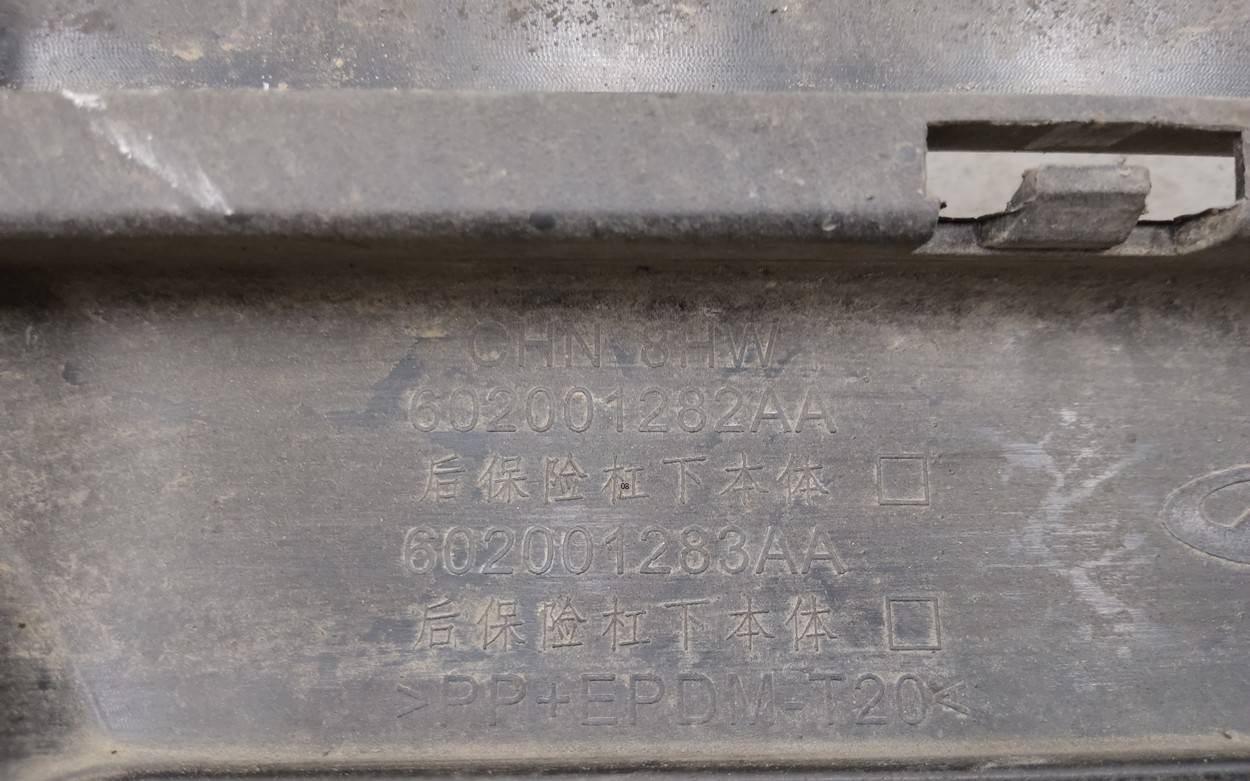 CHN 8HW
602001282AA
后保险杠下本体 □
08
602001283AA
后保险杠下本体 □
>PP+EPDM-T20<